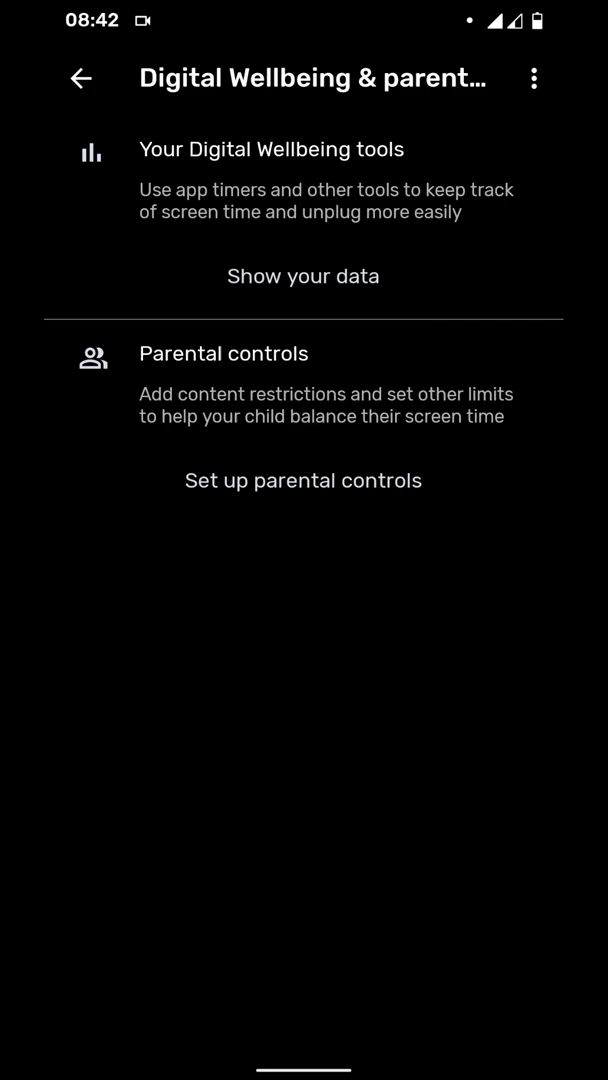 08:42
Digital Wellbeing & parent...
Your Digital Wellbeing tools
Use app timers and other tools to keep track
of screen time and unplug more easily
Show your data
Parental controls
Add content restrictions and set other limits
to help your child balance their screen time
Set up parental controls